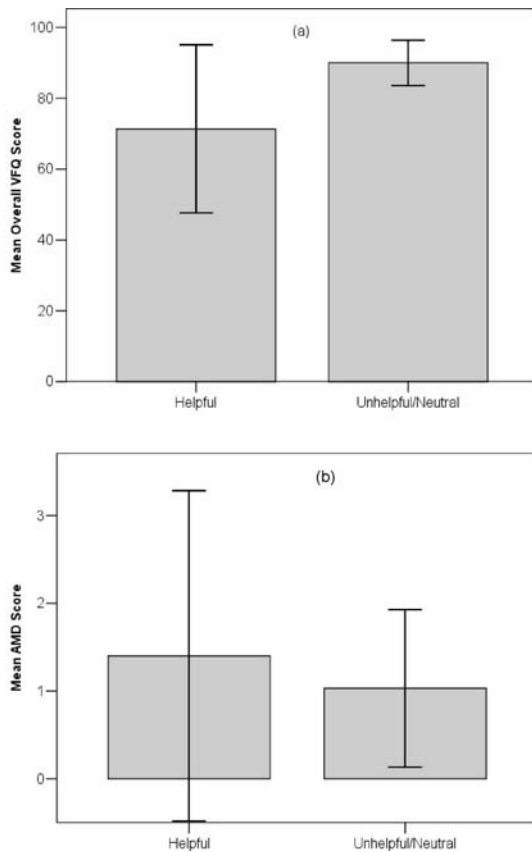 (a)
100
80
60
40
20
0
Mean Overall VFQ Score
Helpful Unhelpful/Neutral
(b)
3
2
1
0
Mean AMD Score
Helpful Unhelpful/Neutral